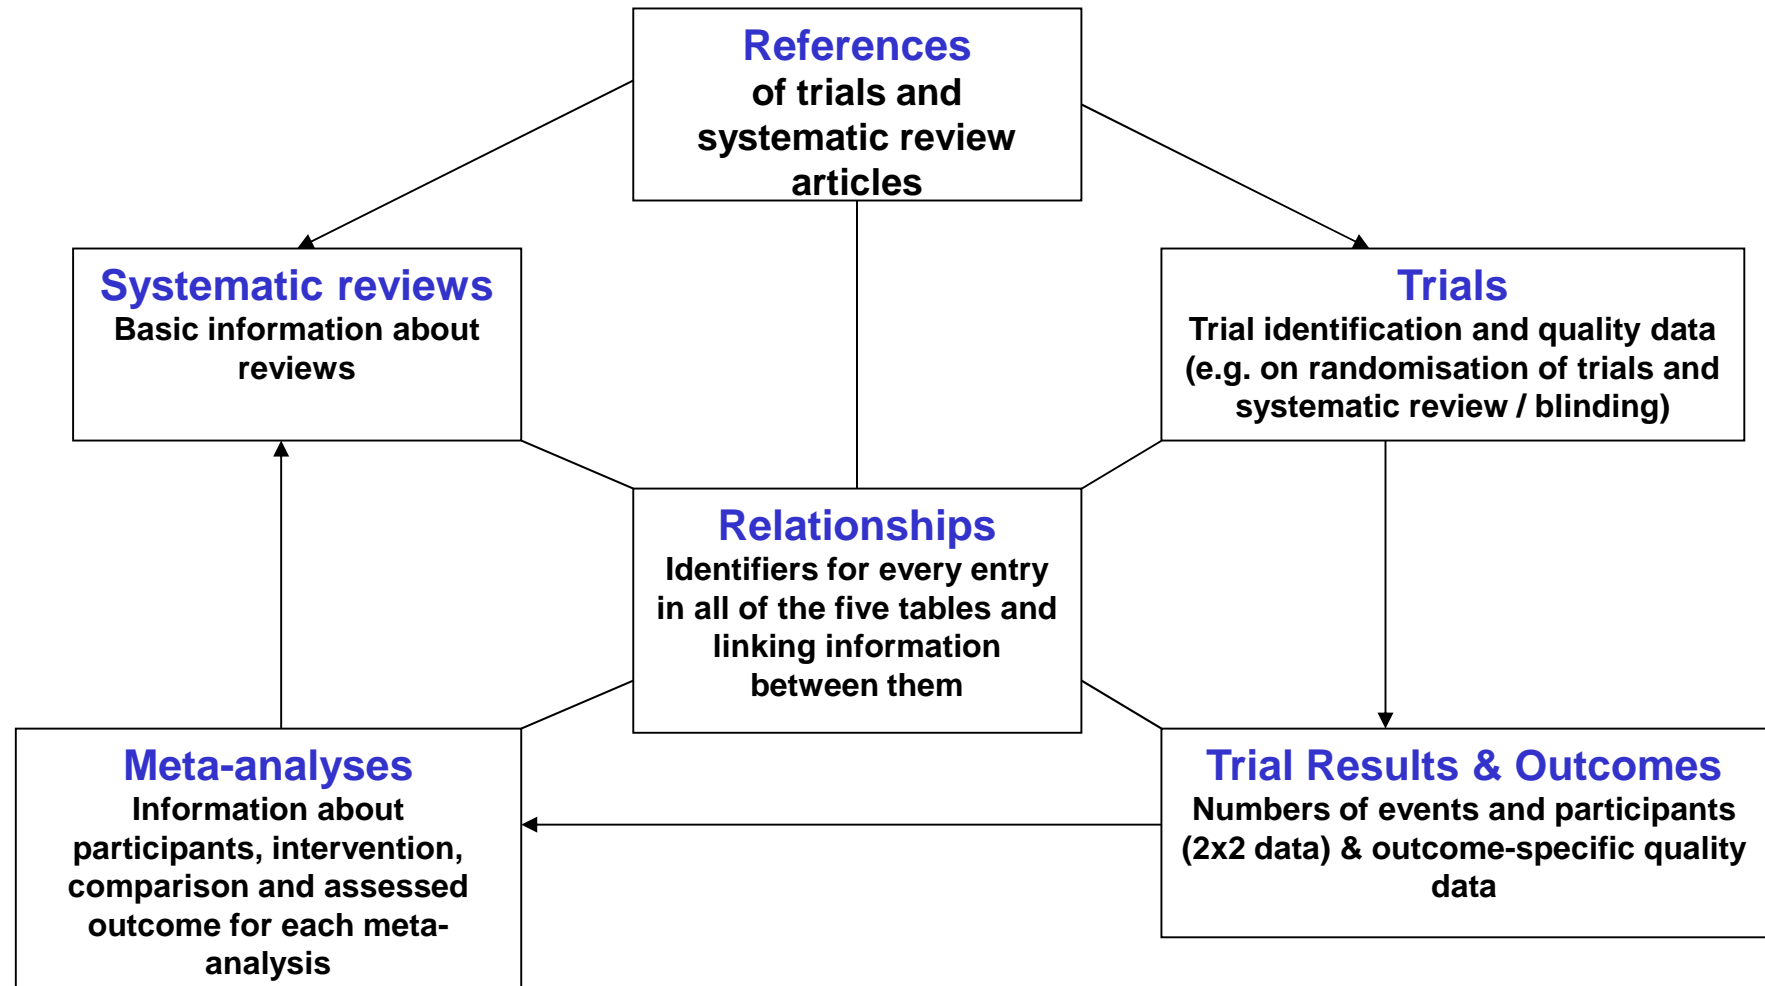 References
of trials and
systematic review
articles
Systematic reviews
Basic information about
reviews
Trials
Trial identification and quality data
(e.g. on randomisation of trials and
systematic review / blinding)
Relationships
Identifiers for every entry
in all of the five tables and
linking information
between them
Meta-analyses
Information about
participants, intervention,
comparison and assessed
outcome for each meta-
analysis
Trial Results & Outcomes
Numbers of events and participants
(2x2 data) & outcome-specific quality
data